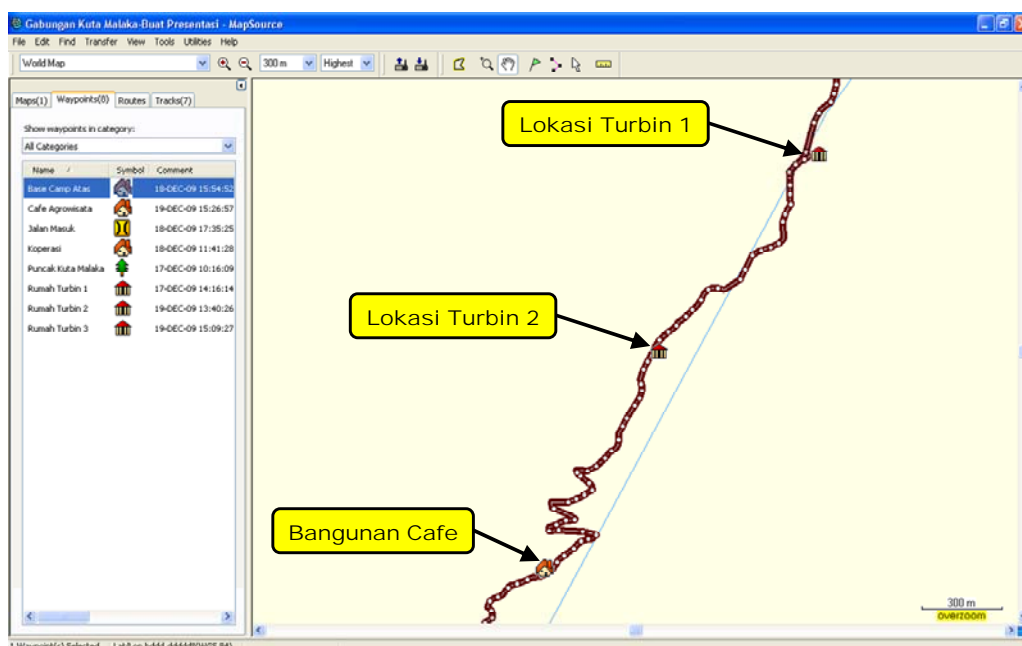 Gabungan Kuta Malaka-Buat Presentasi - MapSource
File Edit Find Transfer View Tools Utilities Help
World Map 300 m Highest
Maps(1) Waypoints(8) Routes Tracks(7)
Show waypoints in category:
All Categories
Name Symbol Comment
Base Camp Atas 18-DEC-09 15:54:52
Cafe Agrowisata 19-DEC-09 15:26:57
Jalan Masuk 18-DEC-09 17:35:25
Koperasi 18-DEC-09 11:41:28
Puncak Kuta Malaka 17-DEC-09 10:16:09
Rumah Turbin 1 17-DEC-09 14:16:14
Rumah Turbin 2 19-DEC-09 13:40:26
Rumah Turbin 3 19-DEC-09 15:09:27
Lokasi Turbin 1
Lokasi Turbin 2
Bangunan Cafe
300 m
overzoom